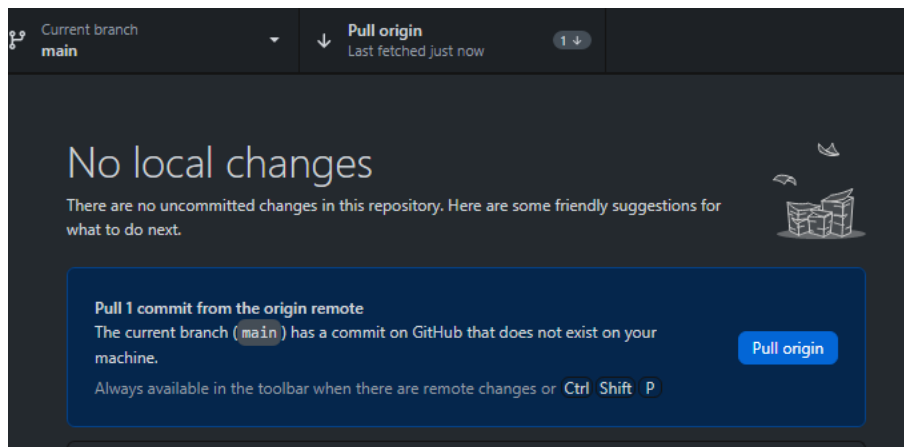 Current branch
main
Pull origin
Last fetched just now
1
No local changes
There are no uncommitted changes in this repository. Here are some friendly suggestions for
what to do next.
Pull 1 commit from the origin remote
The current branch (main) has a commit on GitHub that does not exist on your
machine.
Always available in the toolbar when there are remote changes or Ctrl Shift P
Pull origin